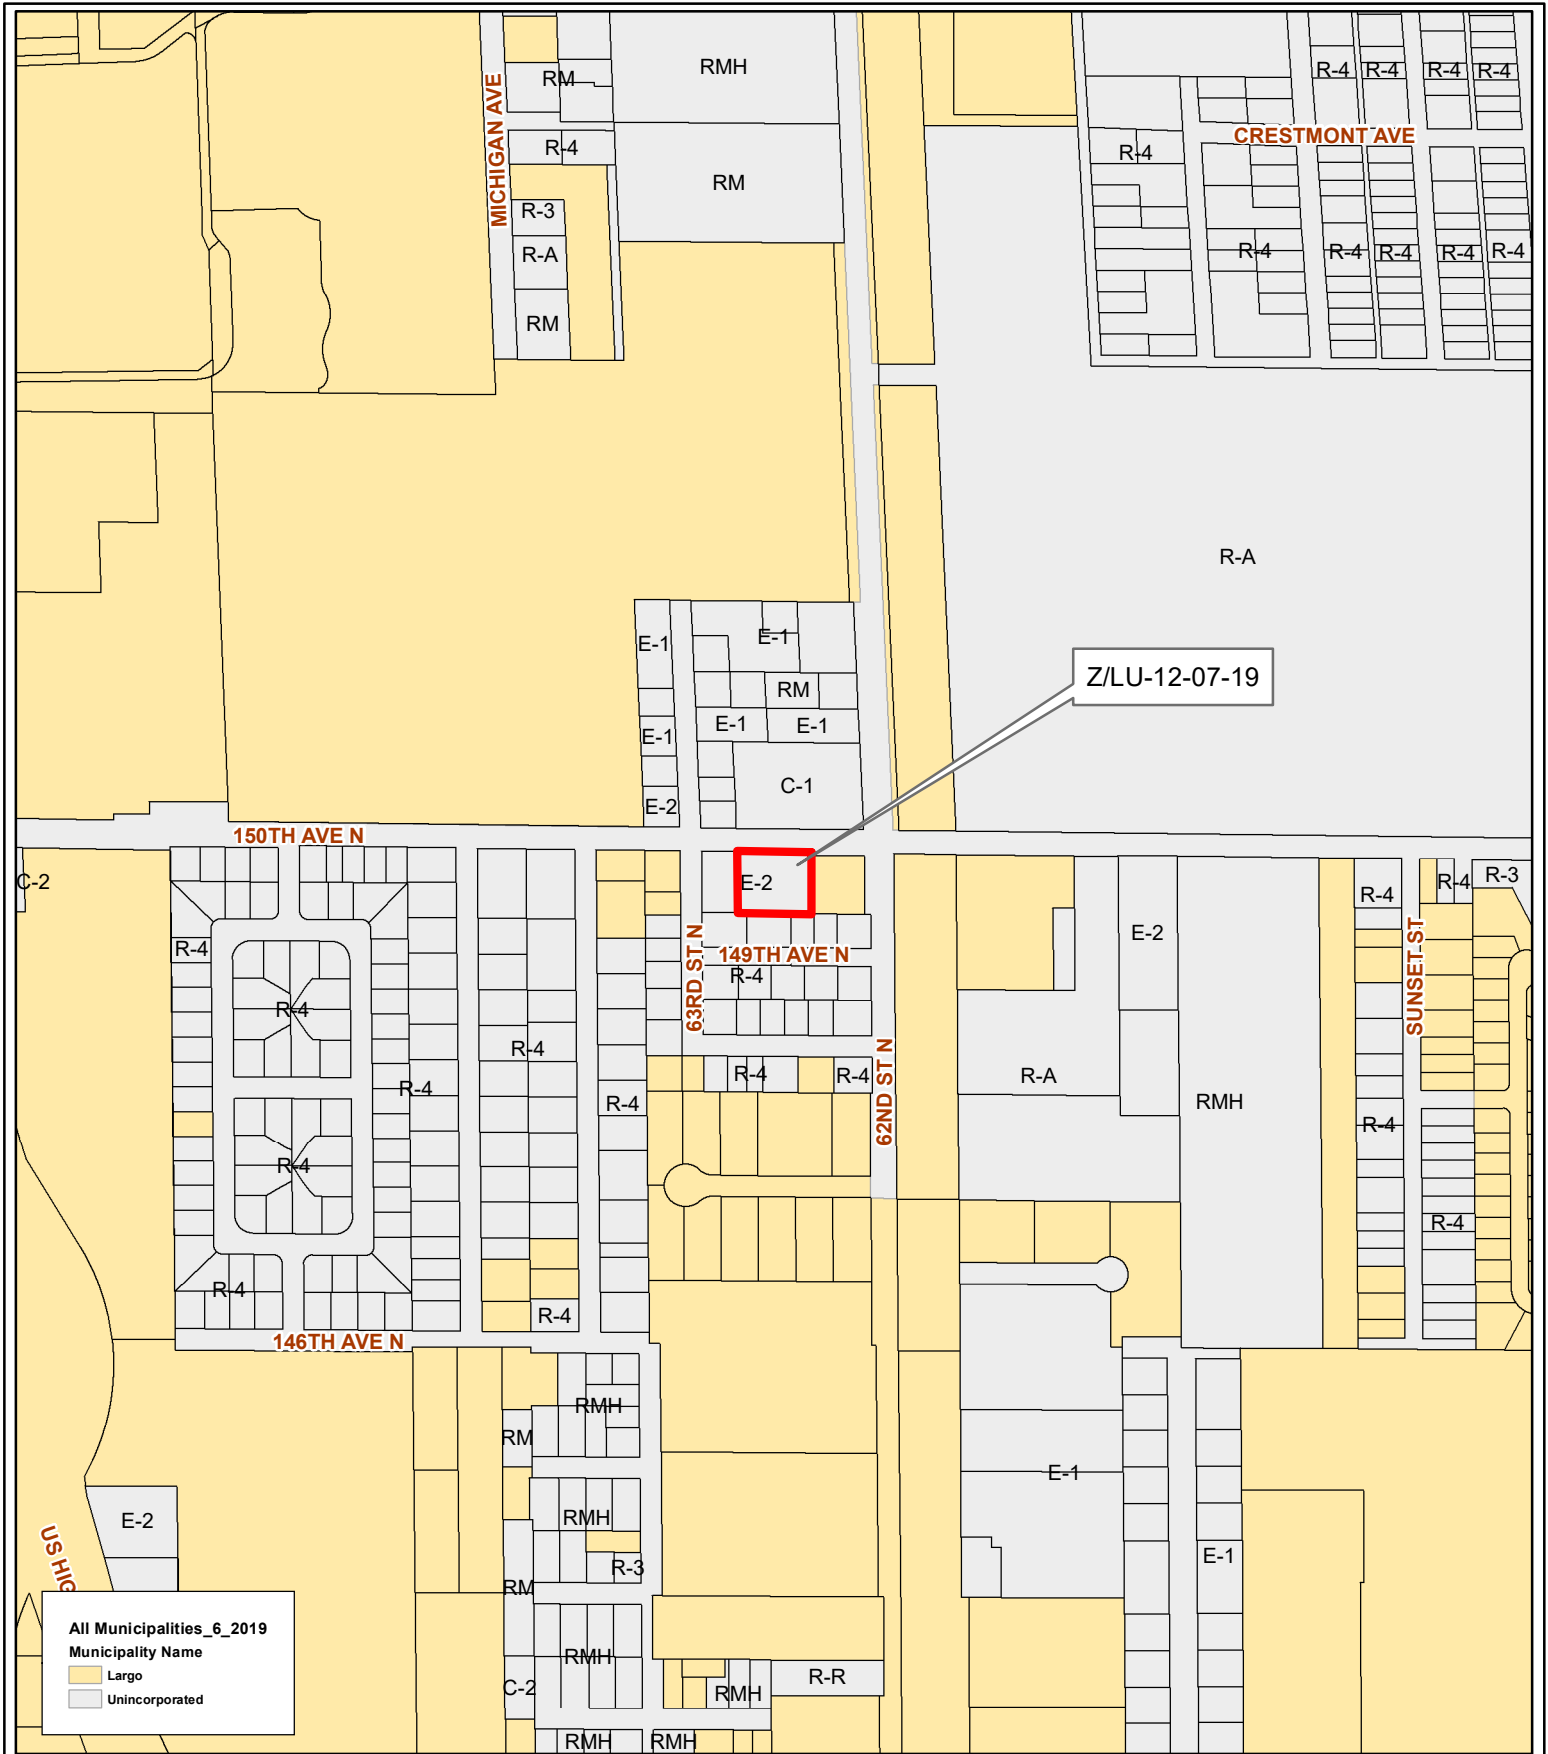 RMH
RM
R-4
R-4
R-4
R-4
MICHIGAN AVE
CRESTMONT AVE
R-4
R-4
RM
R-3
R-A
R-4
R-4
R-4
R-4
R-4
RM
R-A
E-1
E-1
Z/LU-12-07-19
RM
E-1
E-1
E-1
C-1
E-2
150TH AVE N
C-2
E-2
R-4
R-4
R-3
E-2
R-4
63RD ST N
149TH AVE N
R-4
SUNSET ST
R-4
R-4
62ND ST N
R-4
R-4
R-A
R-4
R-4
RMH
R-4
R-4
R-4
R-4
R-4
146TH AVE N
RMH
RM
E-1
E-2
RMH
US HIG
R-3
E-1
RM
All Municipalities_6_2019
Municipality Name
Largo
Unincorporated
RMH
C-2
RMH
R-R
RMH
RMH